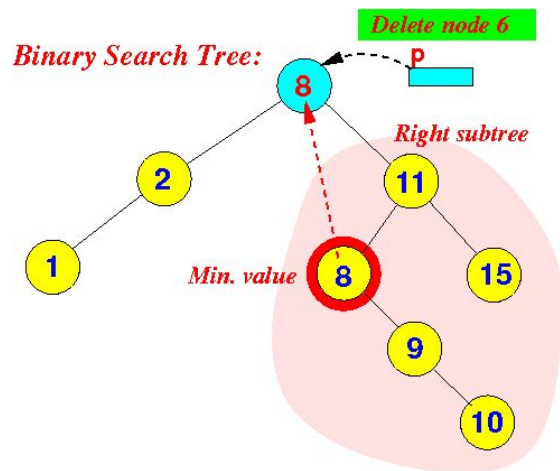 Delete node 6
Binary Search Tree:
p
8
Right subtree
2
11
1
Min. value
8
15
9
10